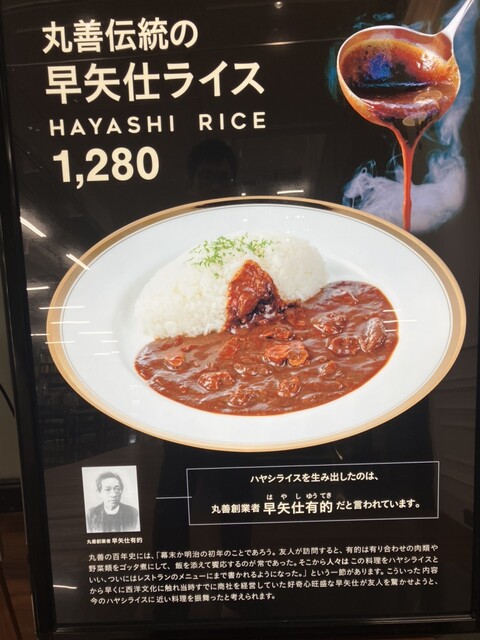 丸善伝統の
早矢仕ライス
HAYASHI RICE
1,280
ハヤシライスを生み出したのは、
はやしゆうてき
丸善創業者 早矢仕有的 だと言われています。
丸善創業者 早矢仕有的
丸善の百年史には、「幕末か明治の初年のことであろう。友人が訪問すると、有的は有り合わせの肉類や
野菜類をゴッタ煮にして、飯を添えて饗応するのが常であった。そこから人々は この料理をハヤシライスと
いい、ついにはレストランのメニューにまで書かれるようになった。」という一節があります。こういった 内容
から早くに西洋文化に触れ当時すでに商社を経営していた好奇心旺盛な早矢仕が友人を驚かせようと、
今のハヤシライスに近い料理を振舞ったと考えられます。